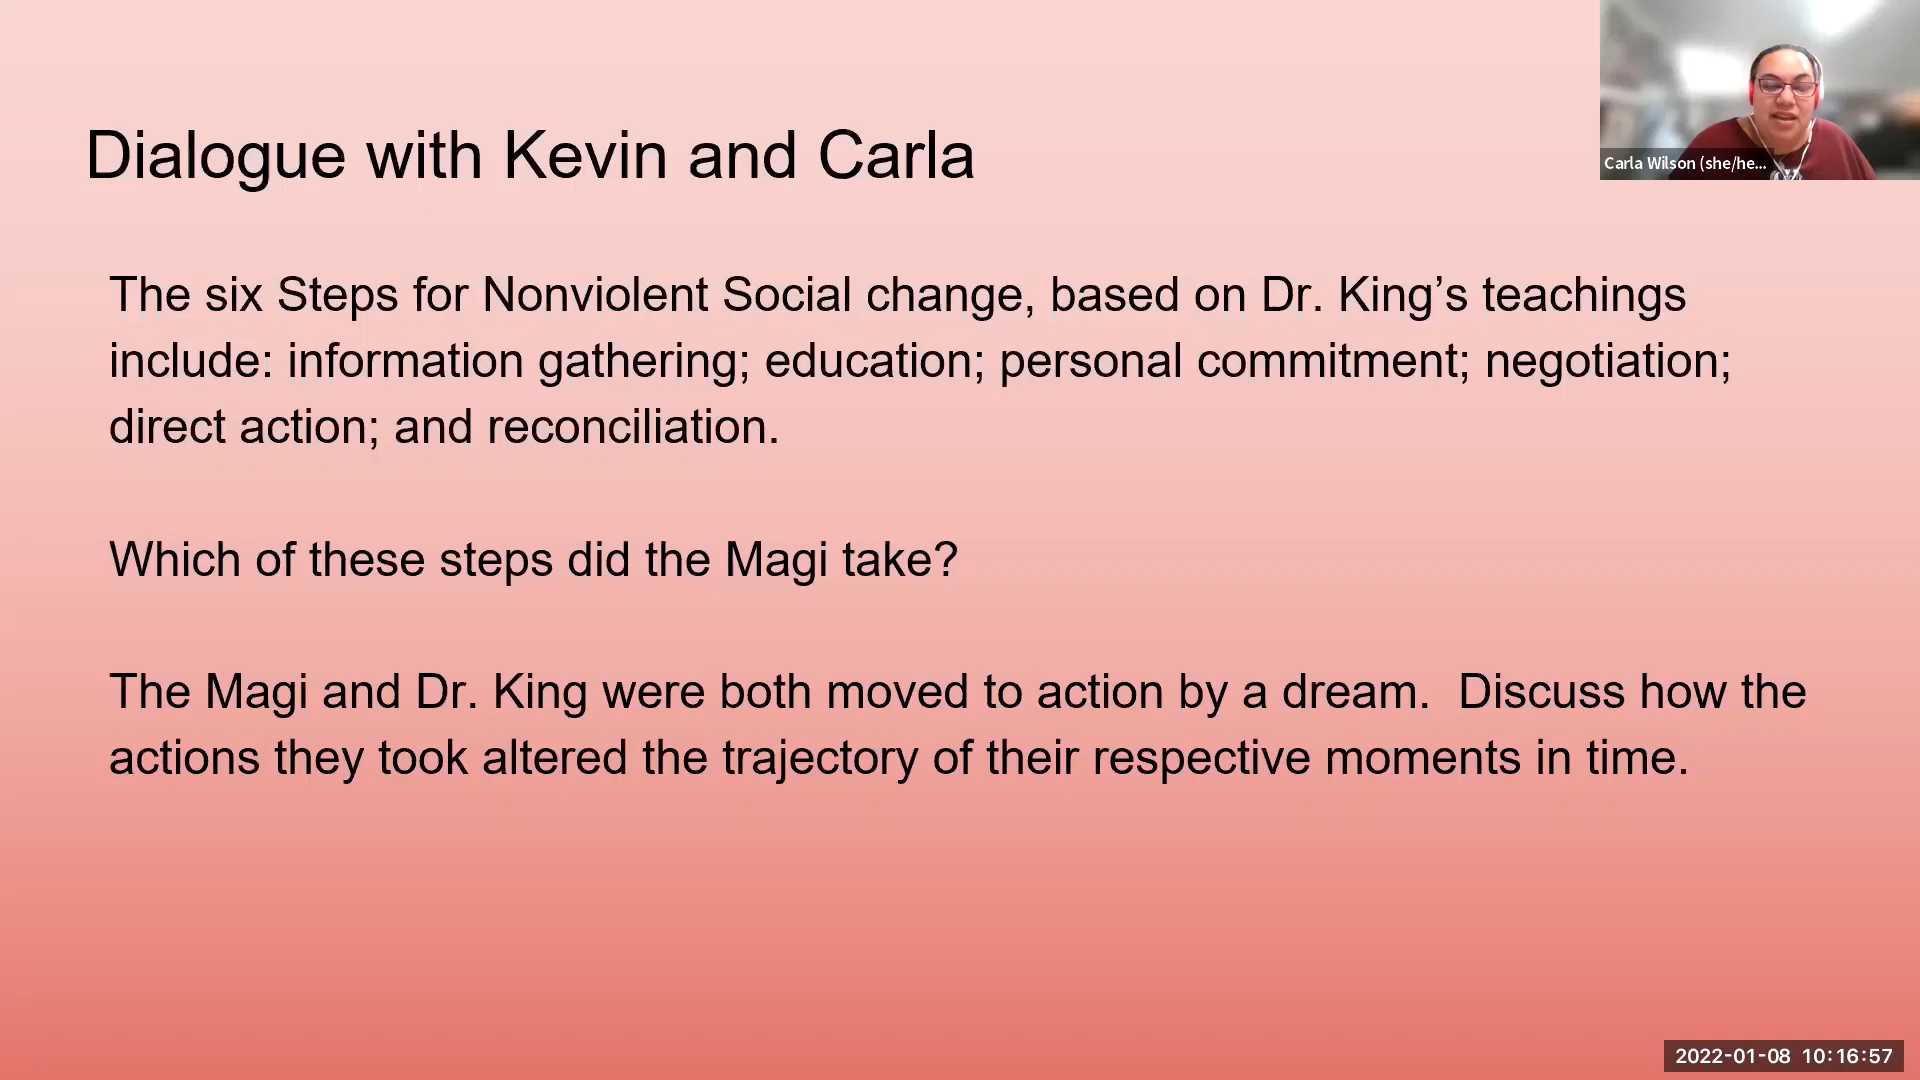 Dialogue with Kevin and Carla
Carla Wilson (she/he...
The six Steps for Nonviolent Social change, based on Dr. King’s teachings
include: information gathering; education; personal commitment; negotiation;
direct action; and reconciliation.
Which of these steps did the Magi take?
The Magi and Dr. King were both moved to action by a dream.  Discuss how the
actions they took altered the trajectory of their respective moments in time.
2022-01-08 10:16:57